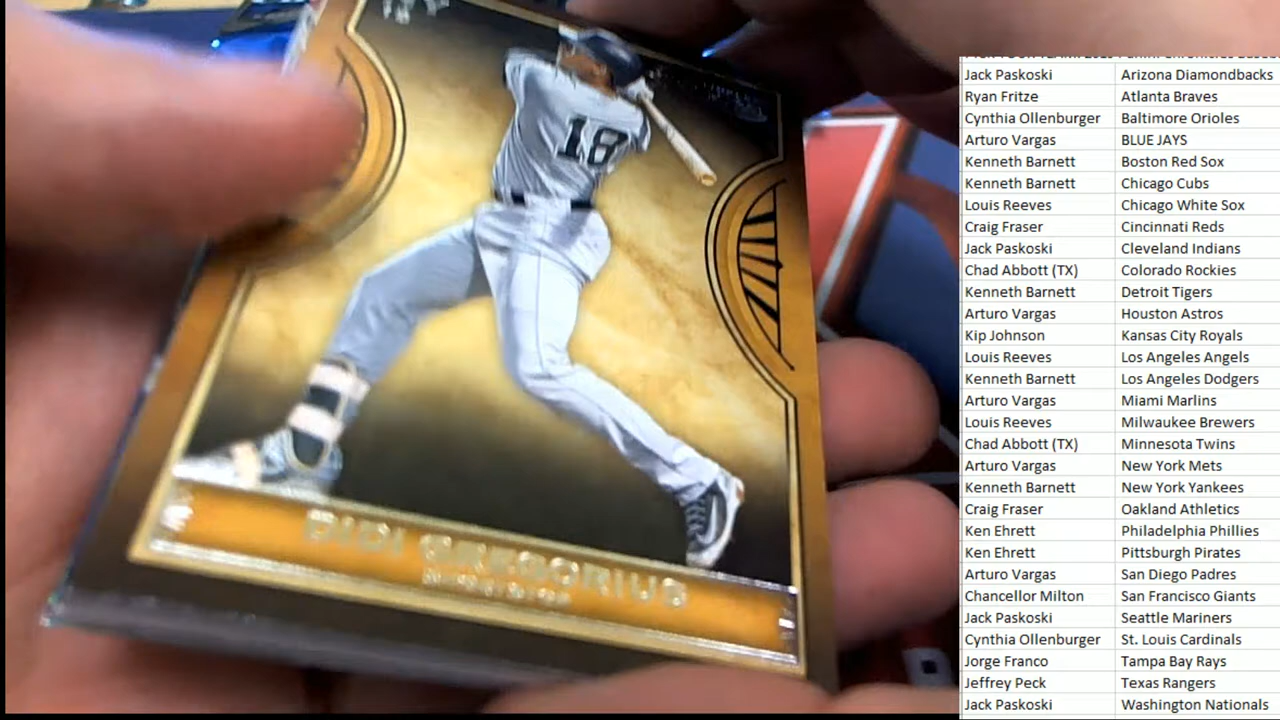 18
DIDI GREGORIUS
Jack Paskoski Arizona Diamondbacks
Ryan Fritze Atlanta Braves
Cynthia Ollenburger Baltimore Orioles
Arturo Vargas BLUE JAYS
Kenneth Barnett Boston Red Sox
Kenneth Barnett Chicago Cubs
Louis Reeves Chicago White Sox
Craig Fraser Cincinnati Reds
Jack Paskoski Cleveland Indians
Chad Abbott (TX) Colorado Rockies
Kenneth Barnett Detroit Tigers
Arturo Vargas Houston Astros
Kip Johnson Kansas City Royals
Louis Reeves Los Angeles Angels
Kenneth Barnett Los Angeles Dodgers
Arturo Vargas Miami Marlins
Louis Reeves Milwaukee Brewers
Chad Abbott (TX) Minnesota Twins
Arturo Vargas New York Mets
Kenneth Barnett New York Yankees
Craig Fraser Oakland Athletics
Ken Ehrett Philadelphia Phillies
Ken Ehrett Pittsburgh Pirates
Arturo Vargas San Diego Padres
Chancellor Milton San Francisco Giants
Jack Paskoski Seattle Mariners
Cynthia Ollenburger St. Louis Cardinals
Jorge Franco Tampa Bay Rays
Jeffrey Peck Texas Rangers
Jack Paskoski Washington Nationals